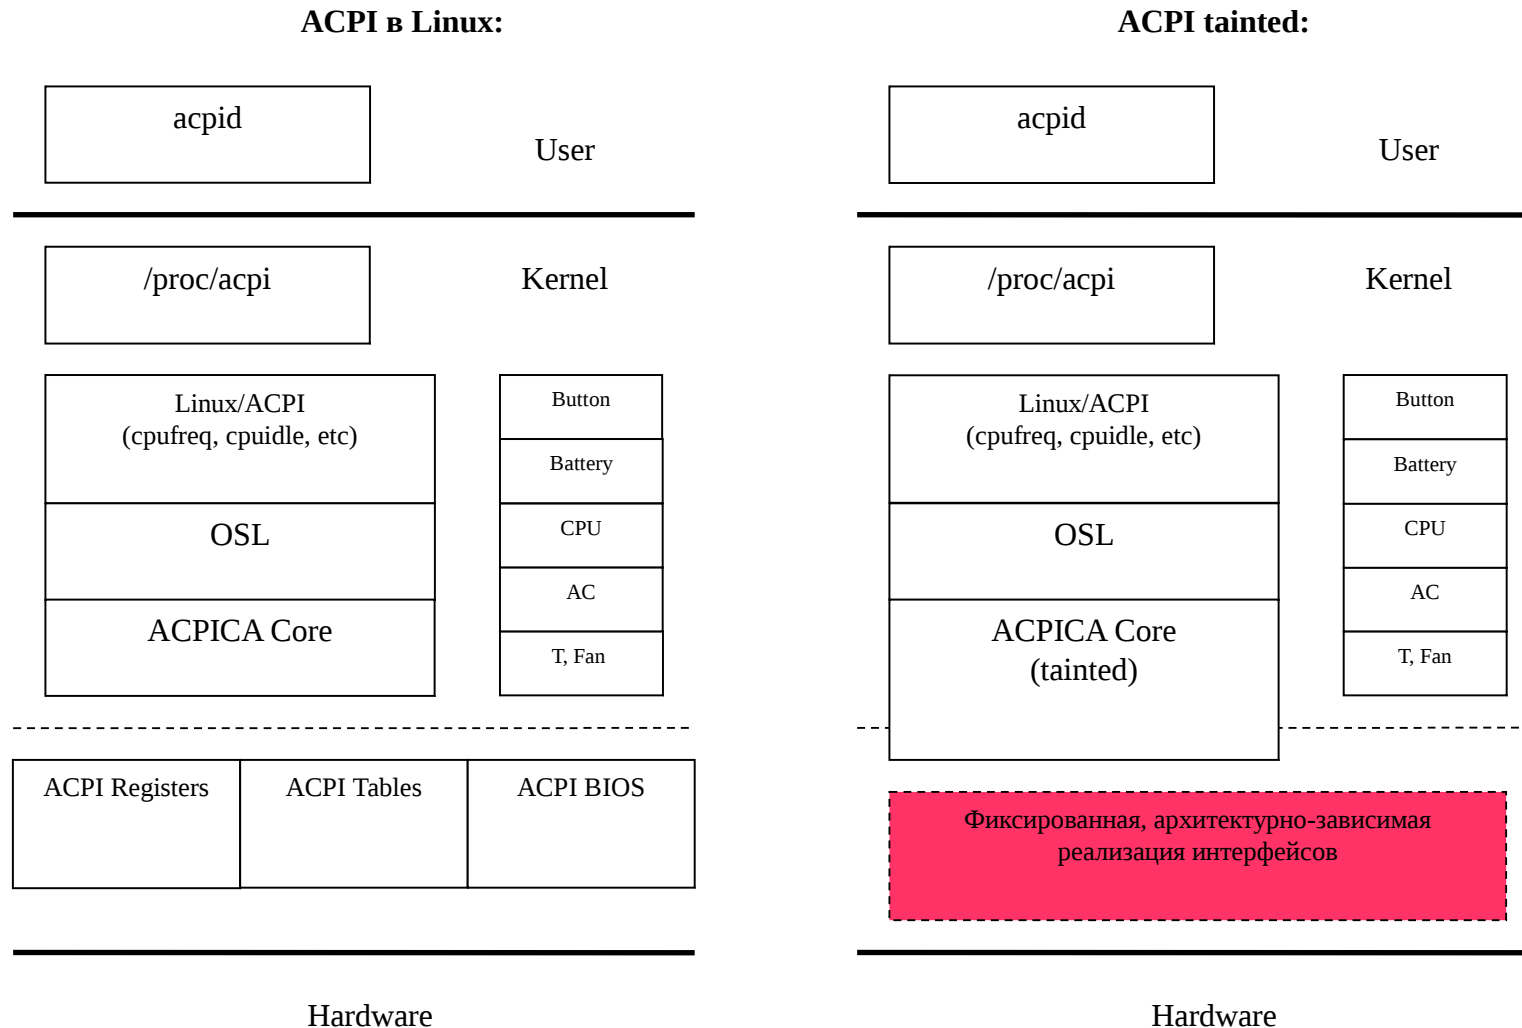 ACPI в Linux:
acpid
User
/proc/acpi
Kernel
Linux/ACPI
(cpufreq, cpuidle, etc)
OSL
ACPICA Core
Button
Battery
CPU
AC
T, Fan
ACPI Registers
ACPI Tables
ACPI BIOS
Hardware
ACPI tainted:
acpid
User
/proc/acpi
Kernel
Linux/ACPI
(cpufreq, cpuidle, etc)
OSL
ACPICA Core
(tainted)
Button
Battery
CPU
AC
T, Fan
Фиксированная, архитектурно-зависимая
реализация интерфейсов
Hardware